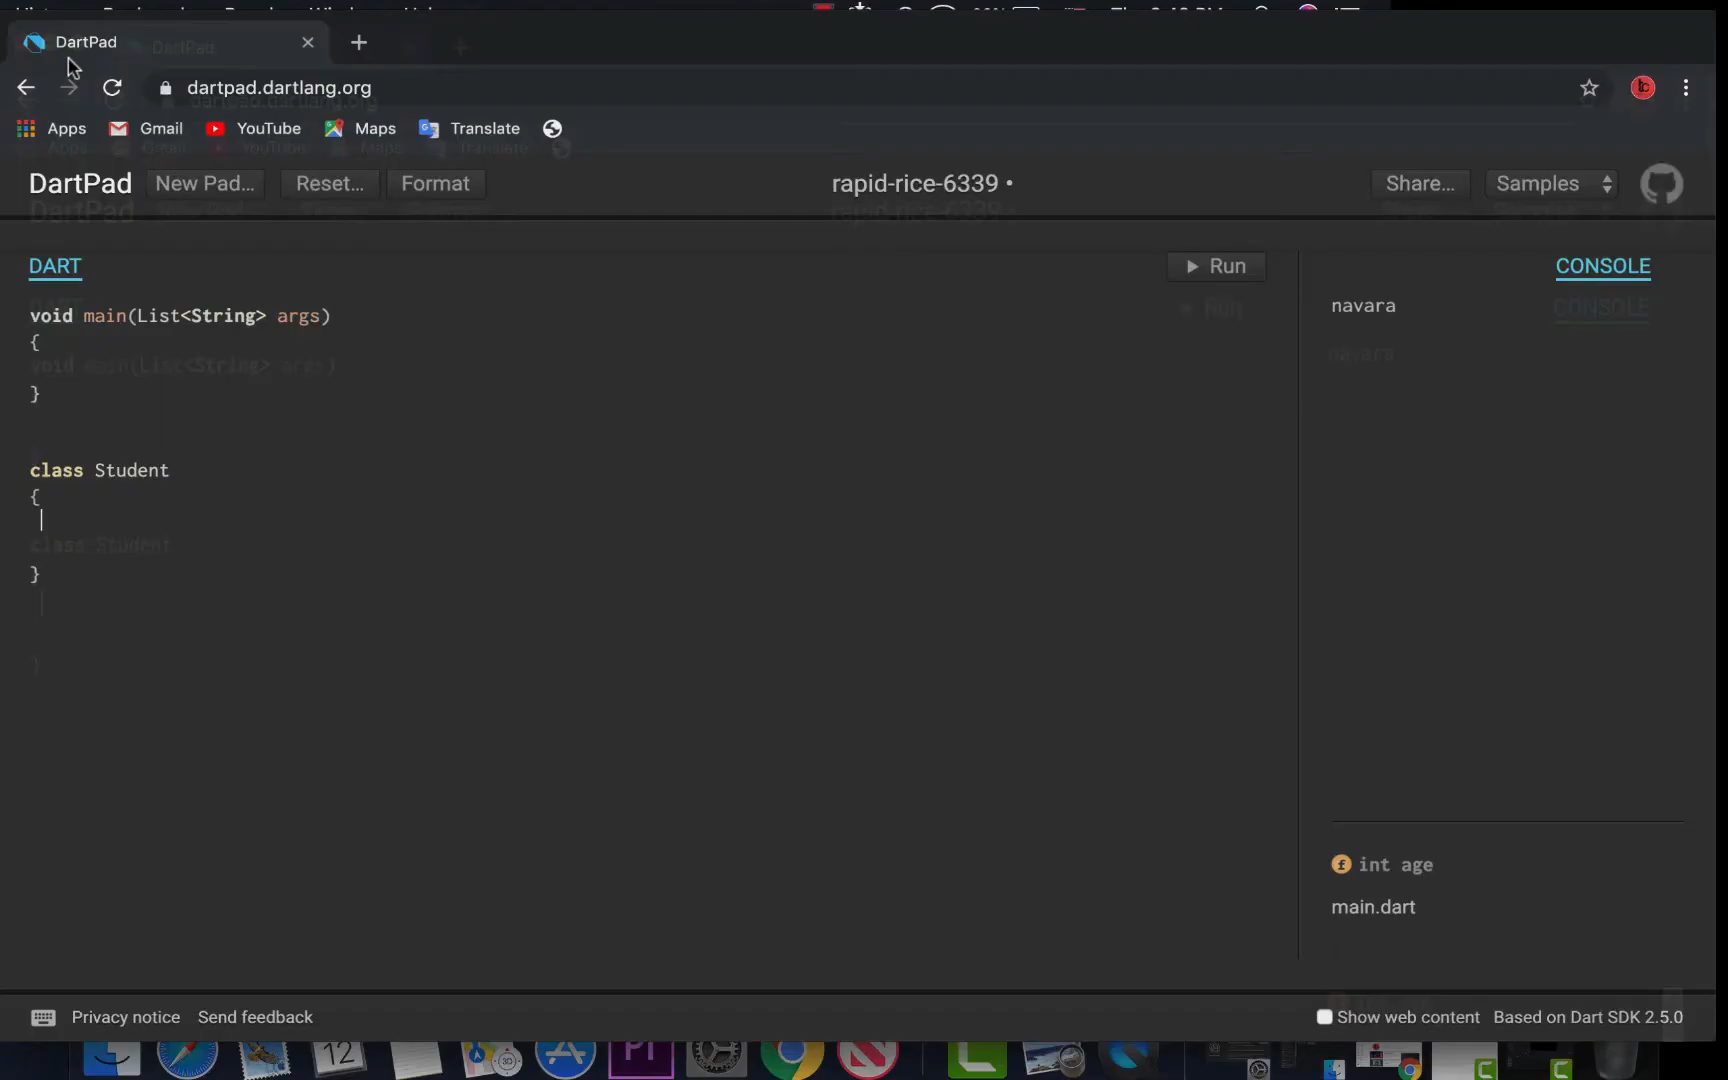 DartPad
dartpad.dartlang.org
Apps Gmail YouTube Maps Translate
DartPad New Pad... Reset... Format rapid-rice-6339 • Share... Samples
DART Run CONSOLE
void main(List<String> args)
{
}
class Student
{
}
navara
int age
main.dart
Privacy notice Send feedback Show web content Based on Dart SDK 2.5.0
12